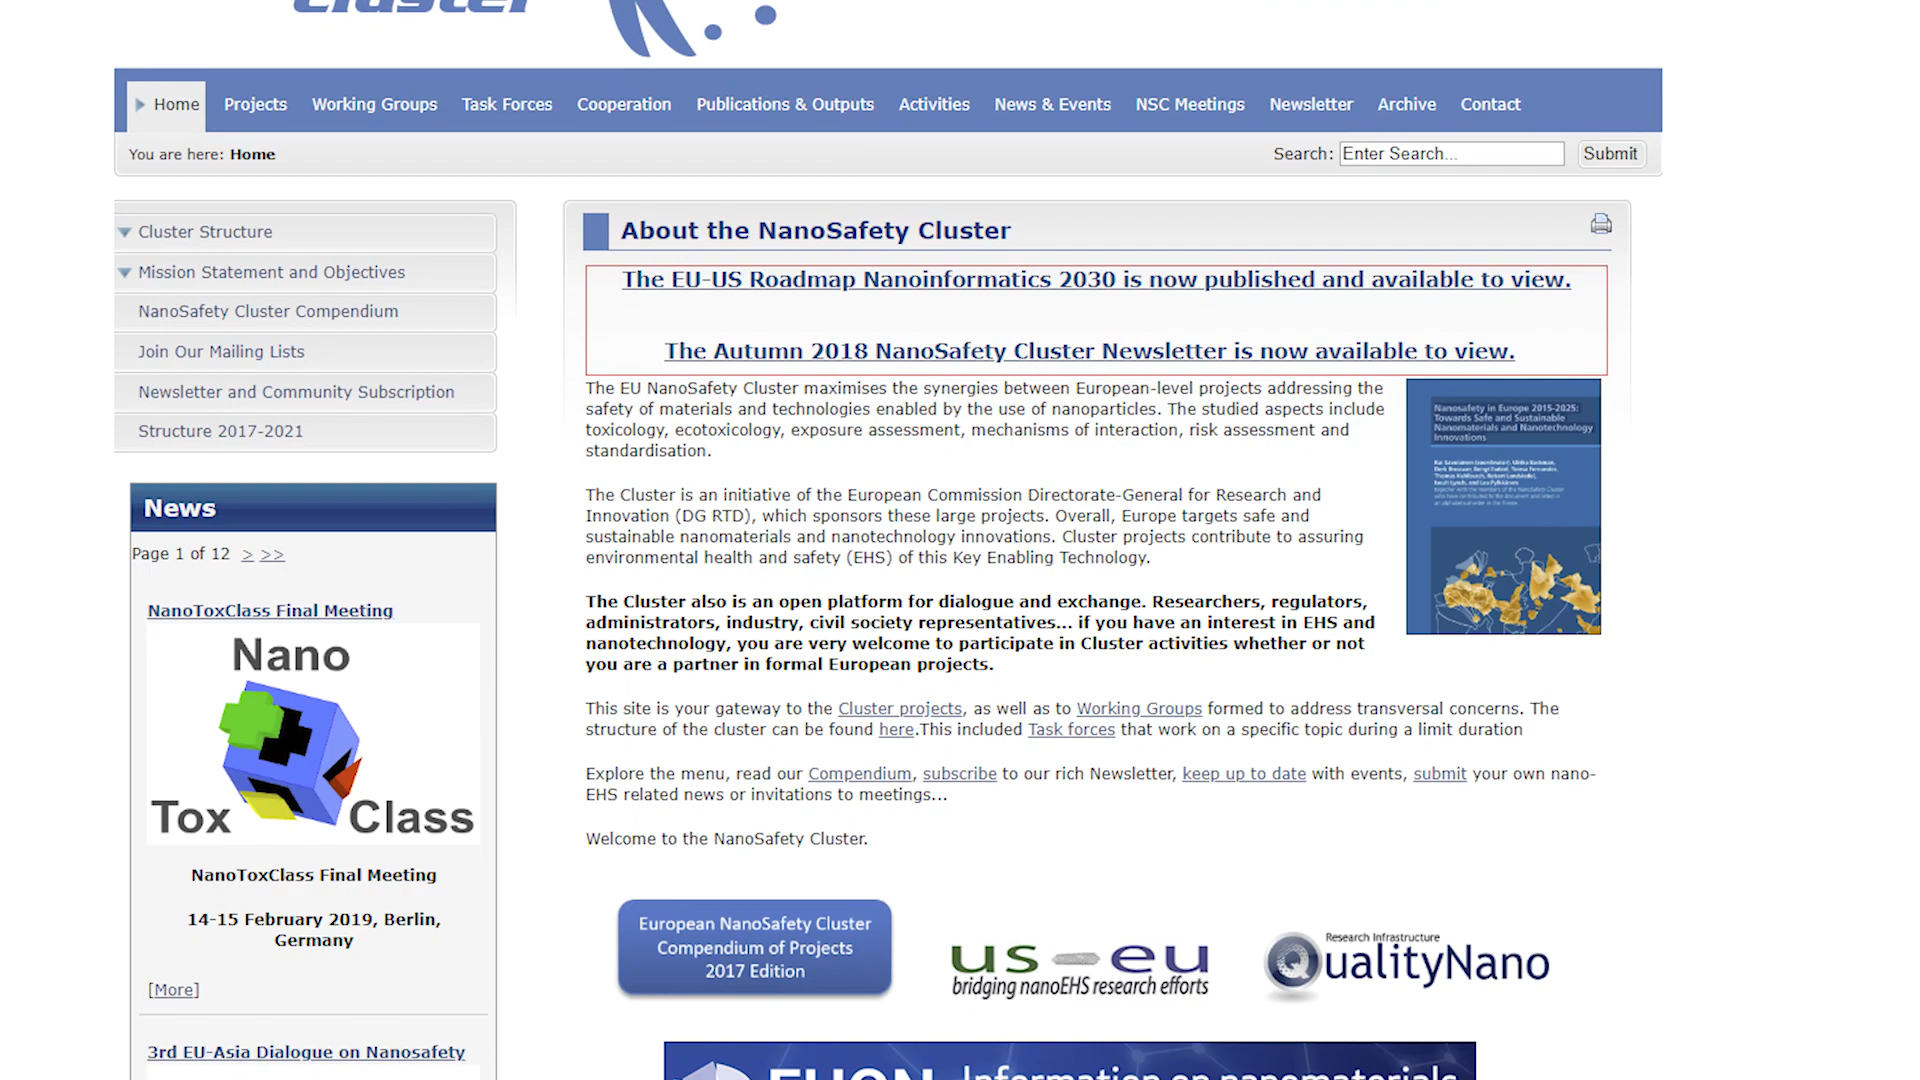 cluster
Home Projects Working Groups Task Forces Cooperation Publications & Outputs Activities News & Events NSC Meetings Newsletter Archive Contact
You are here: Home
Search: Enter Search... Submit
Cluster Structure
Mission Statement and Objectives
NanoSafety Cluster Compendium
Join Our Mailing Lists
Newsletter and Community Subscription
Structure 2017-2021
News
Page 1 of 12 > >>
NanoToxClass Final Meeting
Nano
Tox Class
NanoToxClass Final Meeting
14-15 February 2019, Berlin,
Germany
[More]
3rd EU-Asia Dialogue on Nanosafety
About the NanoSafety Cluster
The EU-US Roadmap Nanoinformatics 2030 is now published and available to view.
The Autumn 2018 NanoSafety Cluster Newsletter is now available to view.
The EU NanoSafety Cluster maximises the synergies between European-level projects addressing the
safety of materials and technologies enabled by the use of nanoparticles. The studied aspects include
toxicology, ecotoxicology, exposure assessment, mechanisms of interaction, risk assessment and
standardisation.
The Cluster is an initiative of the European Commission Directorate-General for Research and
Innovation (DG RTD), which sponsors these large projects. Overall, Europe targets safe and
sustainable nanomaterials and nanotechnology innovations. Cluster projects contribute to assuring
environmental health and safety (EHS) of this Key Enabling Technology.
The Cluster also is an open platform for dialogue and exchange. Researchers, regulators,
administrators, industry, civil society representatives... if you have an interest in EHS and
nanotechnology, you are very welcome to participate in Cluster activities whether or not
you are a partner in formal European projects.
This site is your gateway to the Cluster projects, as well as to Working Groups formed to address transversal concerns. The
structure of the cluster can be found here.This included Task forces that work on a specific topic during a limit duration
Explore the menu, read our Compendium, subscribe to our rich Newsletter, keep up to date with events, submit your own nano-
EHS related news or invitations to meetings...
Welcome to the NanoSafety Cluster.
Nanosafety in Europe 2015-2025:
Towards Safe and Sustainable
Nanomaterials and Nanotechnology
Innovations
European NanoSafety Cluster
Compendium of Projects
2017 Edition
us eu
bridging nanoEHS research efforts
Research Infrastructure
QualityNano
EUON Information on nanomaterials